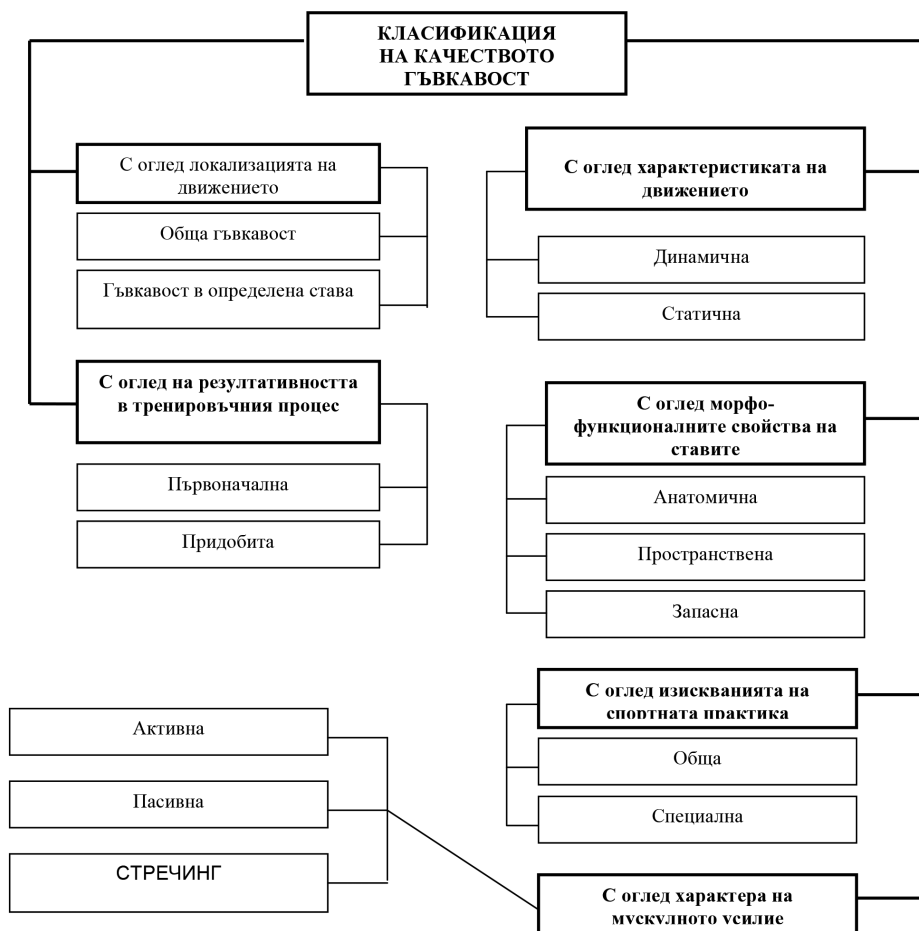 КЛАСИФИКАЦИЯ
НА КАЧЕСТВОТО
ГЪВКАВОСТ
С оглед локализацията на
движението
Обща гъвкавост
Гъвкавост в определена става
С оглед на резултативността
в тренировъчния процес
Първоначална
Придобита
С оглед характеристиката на
движението
Динамична
Статична
С оглед морфо-
функционалните свойства на
ставите
Анатомична
Пространствена
Запасна
С оглед изискванията на
спортната практика
Обща
Специална
С оглед характера на
мускулното усилие
Активна
Пасивна
СТРЕЧИНГ